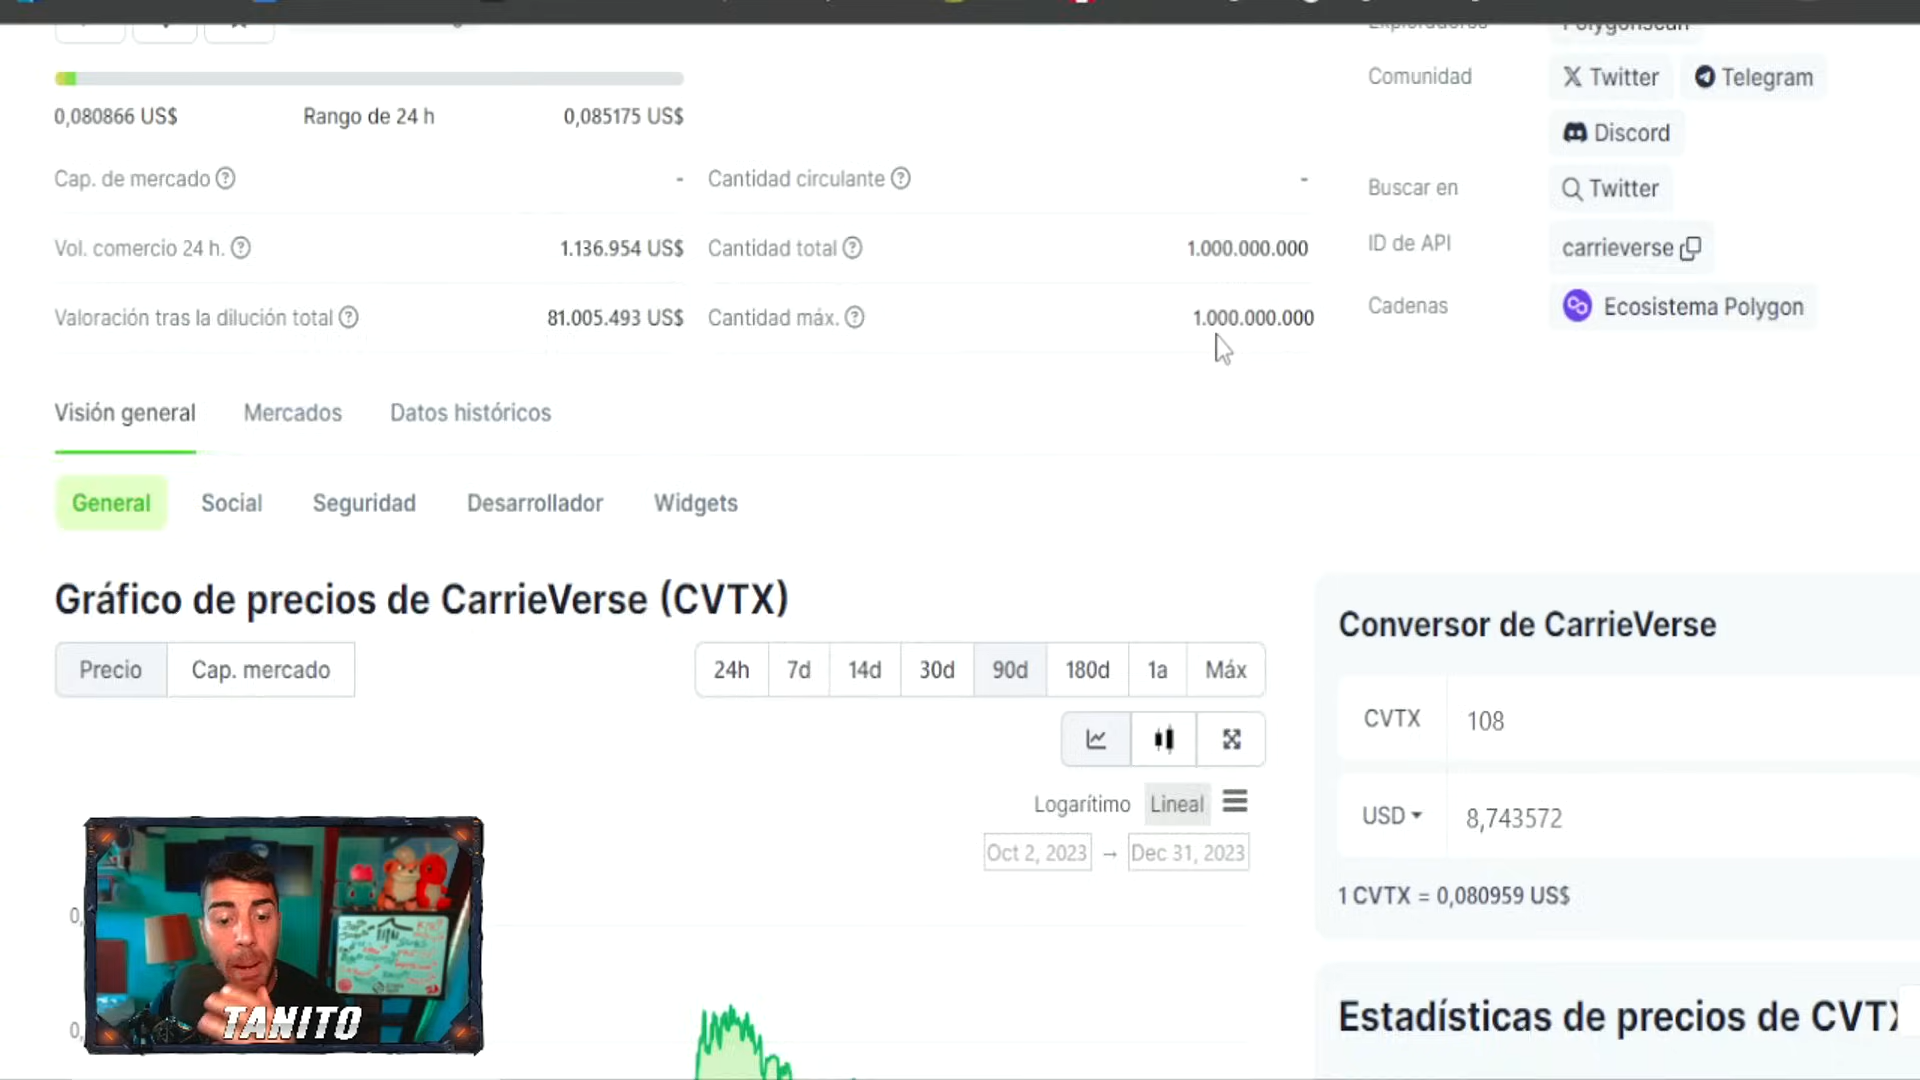 Polygonscan
Comunidad
Twitter
Telegram
Discord
0,080866 US$
Rango de 24 h
0,085175 US$
Cap. de mercado
-
Cantidad circulante
-
Buscar en
Twitter
Vol. comercio 24 h.
1.136.954 US$
Cantidad total
1.000.000.000
ID de API
carrieverse
Valoración tras la dilución total
81.005.493 US$
Cantidad máx.
1.000.000.000
Cadenas
Ecosistema Polygon
Visión general
Mercados
Datos históricos
General
Social
Seguridad
Desarrollador
Widgets
Gráfico de precios de CarrieVerse (CVTX)
Precio
Cap. mercado
24h
7d
14d
30d
90d
180d
1a
Máx
Logarítimo
Lineal
Oct 2, 2023 → Dec 31, 2023
Conversor de CarrieVerse
CVTX
108
USD
8,743572
1 CVTX = 0,080959 US$
Estadísticas de precios de CVTX
TANITO